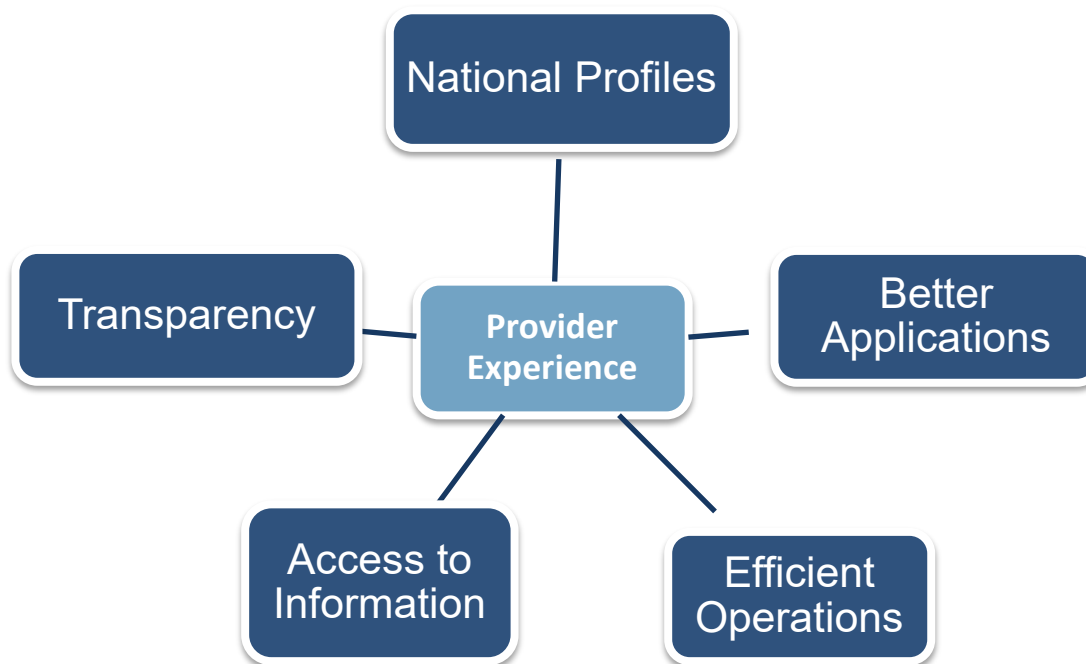 National Profiles
Transparency
Provider
Experience
Better
Applications
Access to
Information
Efficient
Operations